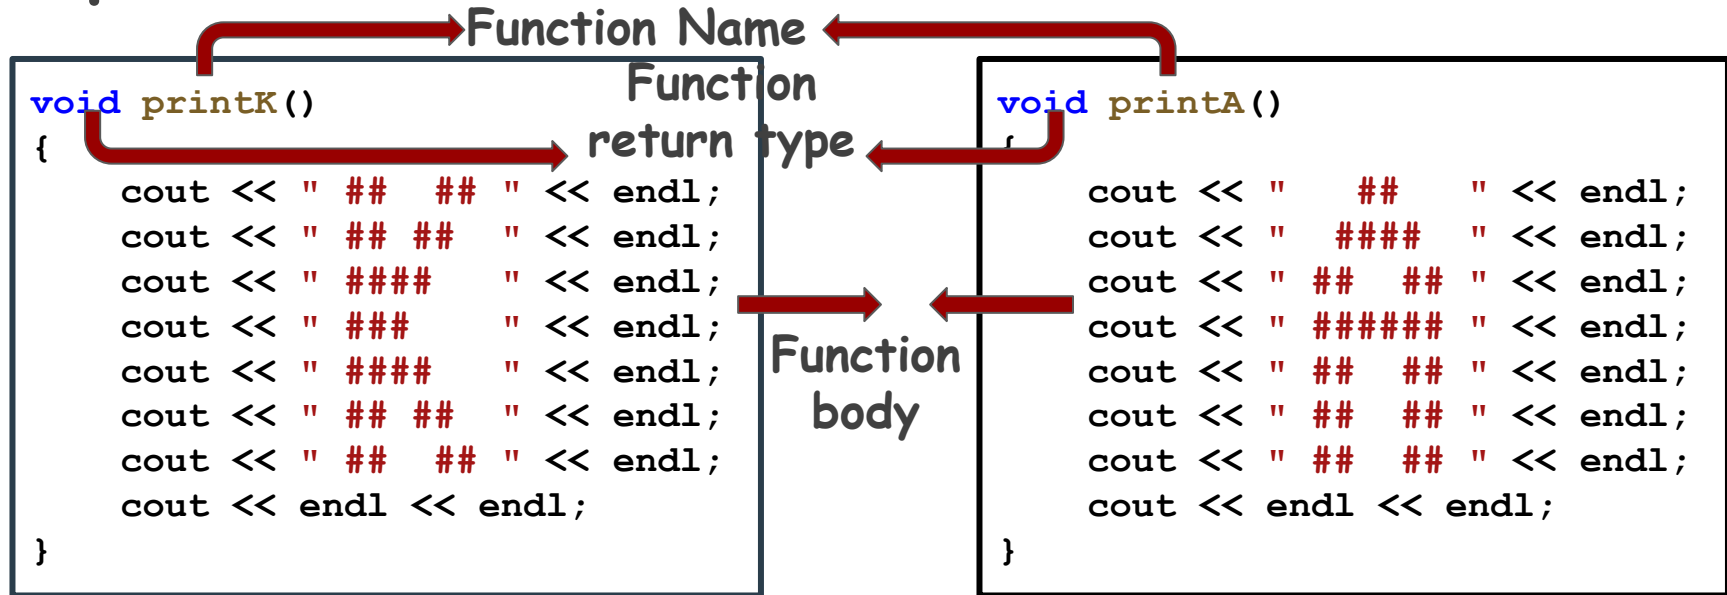 Function Name
Function
return type
void printK()
{
    cout << " ##   ## " << endl;
    cout << " ## ##   " << endl;
    cout << " ####    " << endl;
    cout << " ###     " << endl;
    cout << " ####    " << endl;
    cout << " ## ##   " << endl;
    cout << " ##   ## " << endl;
    cout << endl << endl;
}
Function
body
void printA()
{
    cout << "    ##    " << endl;
    cout << "   ####   " << endl;
    cout << " ##   ## " << endl;
    cout << " ###### " << endl;
    cout << " ##   ## " << endl;
    cout << " ##   ## " << endl;
    cout << " ##   ## " << endl;
    cout << endl << endl;
}